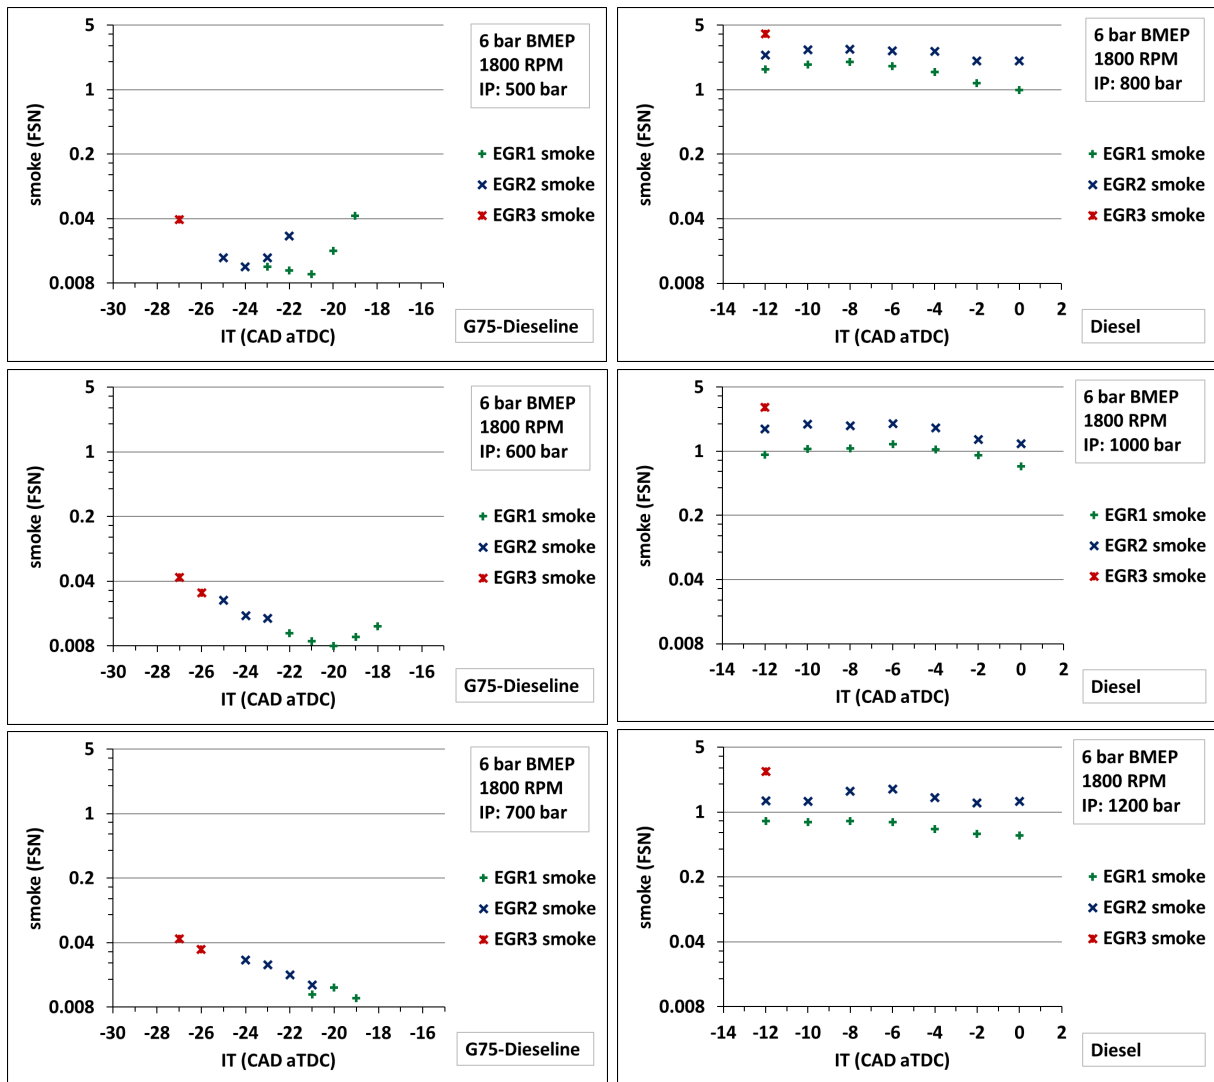 5
1
0.2
0.04
0.008
smoke (FSN)
-30 -28 -26 -24 -22 -20 -18 -16
IT (CAD aTDC)
6 bar BMEP
1800 RPM
IP: 500 bar
EGR1 smoke
EGR2 smoke
EGR3 smoke
G75-Dieseline
5
1
0.2
0.04
0.008
smoke (FSN)
-14 -12 -10 -8 -6 -4 -2 0 2
IT (CAD aTDC)
6 bar BMEP
1800 RPM
IP: 800 bar
EGR1 smoke
EGR2 smoke
EGR3 smoke
Diesel
5
1
0.2
0.04
0.008
smoke (FSN)
-30 -28 -26 -24 -22 -20 -18 -16
IT (CAD aTDC)
6 bar BMEP
1800 RPM
IP: 600 bar
EGR1 smoke
EGR2 smoke
EGR3 smoke
G75-Dieseline
5
1
0.2
0.04
0.008
smoke (FSN)
-14 -12 -10 -8 -6 -4 -2 0 2
IT (CAD aTDC)
6 bar BMEP
1800 RPM
IP: 1000 bar
EGR1 smoke
EGR2 smoke
EGR3 smoke
Diesel
5
1
0.2
0.04
0.008
smoke (FSN)
-30 -28 -26 -24 -22 -20 -18 -16
IT (CAD aTDC)
6 bar BMEP
1800 RPM
IP: 700 bar
EGR1 smoke
EGR2 smoke
EGR3 smoke
G75-Dieseline
5
1
0.2
0.04
0.008
smoke (FSN)
-14 -12 -10 -8 -6 -4 -2 0 2
IT (CAD aTDC)
6 bar BMEP
1800 RPM
IP: 1200 bar
EGR1 smoke
EGR2 smoke
EGR3 smoke
Diesel